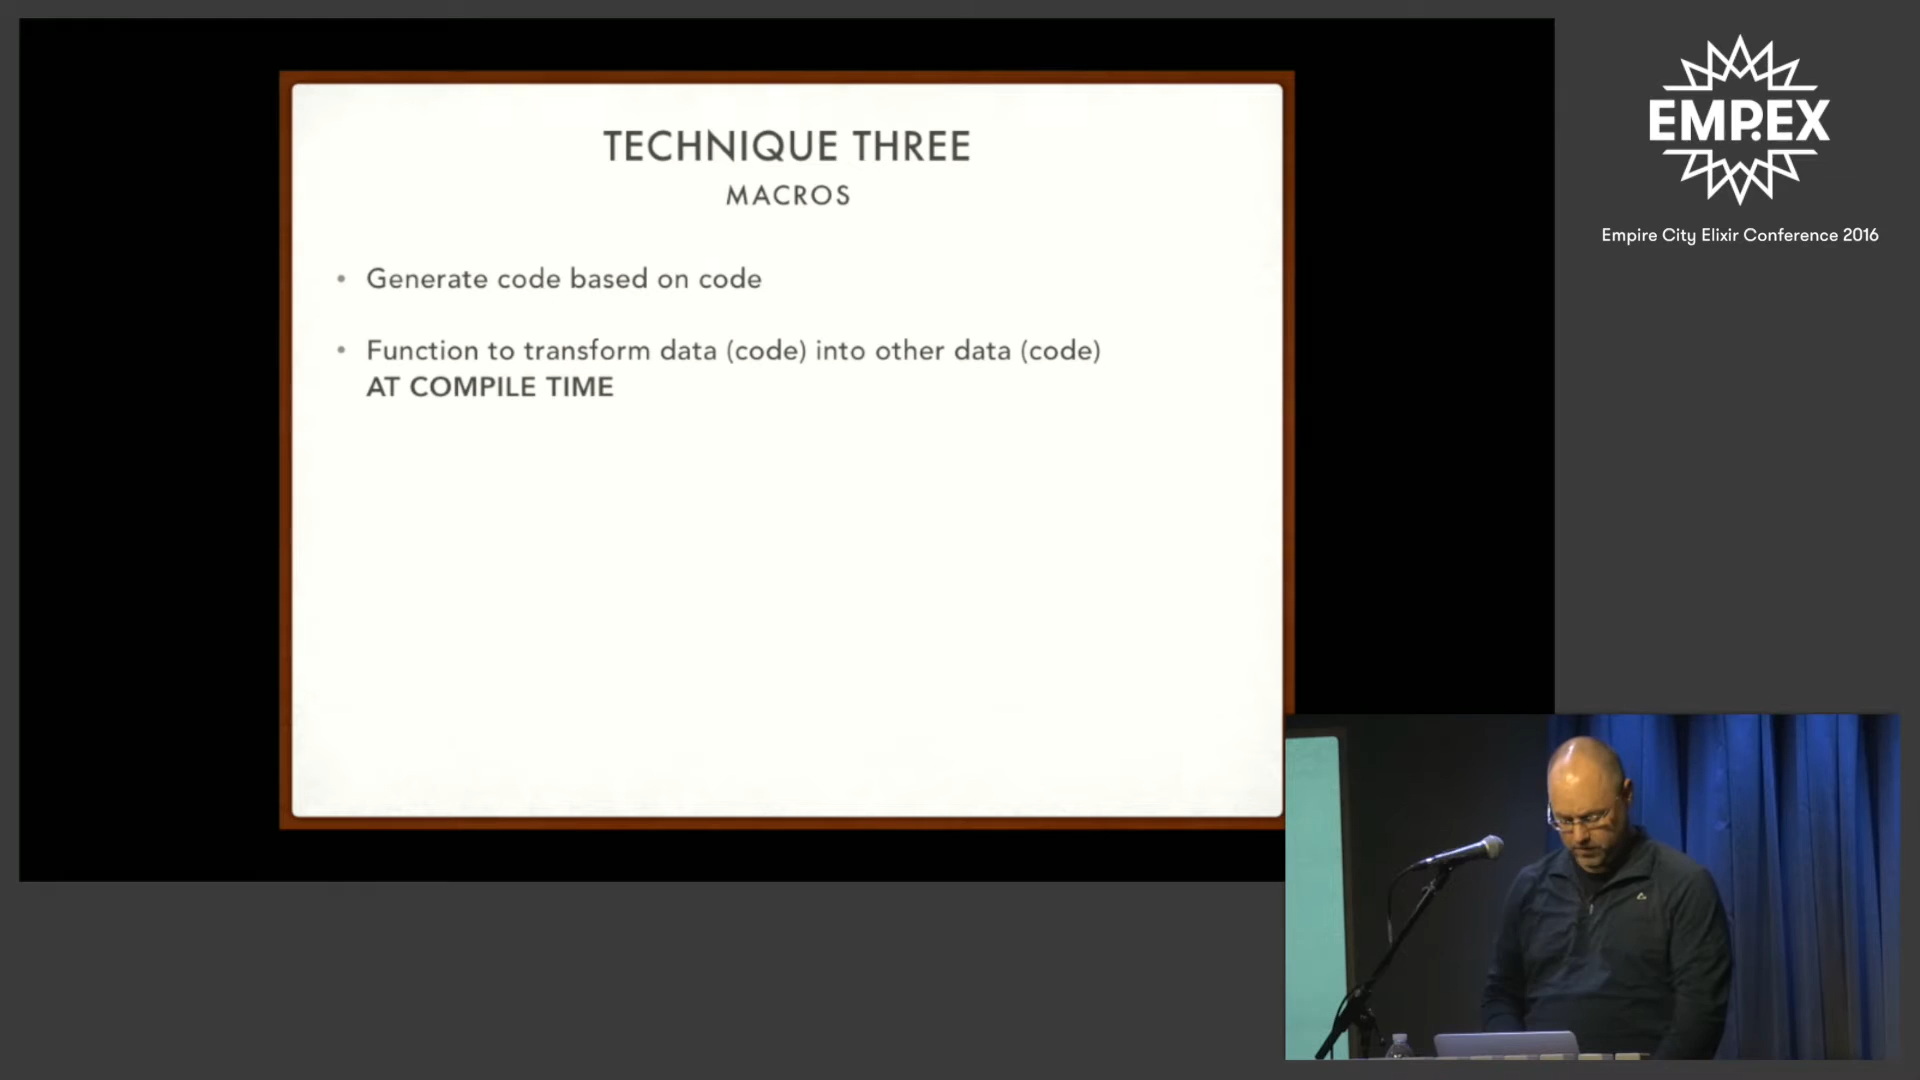 TECHNIQUE THREE
MACROS
• Generate code based on code
• Function to transform data (code) into other data (code)
AT COMPILE TIME
EMP.EX
Empire City Elixir Conference 2016